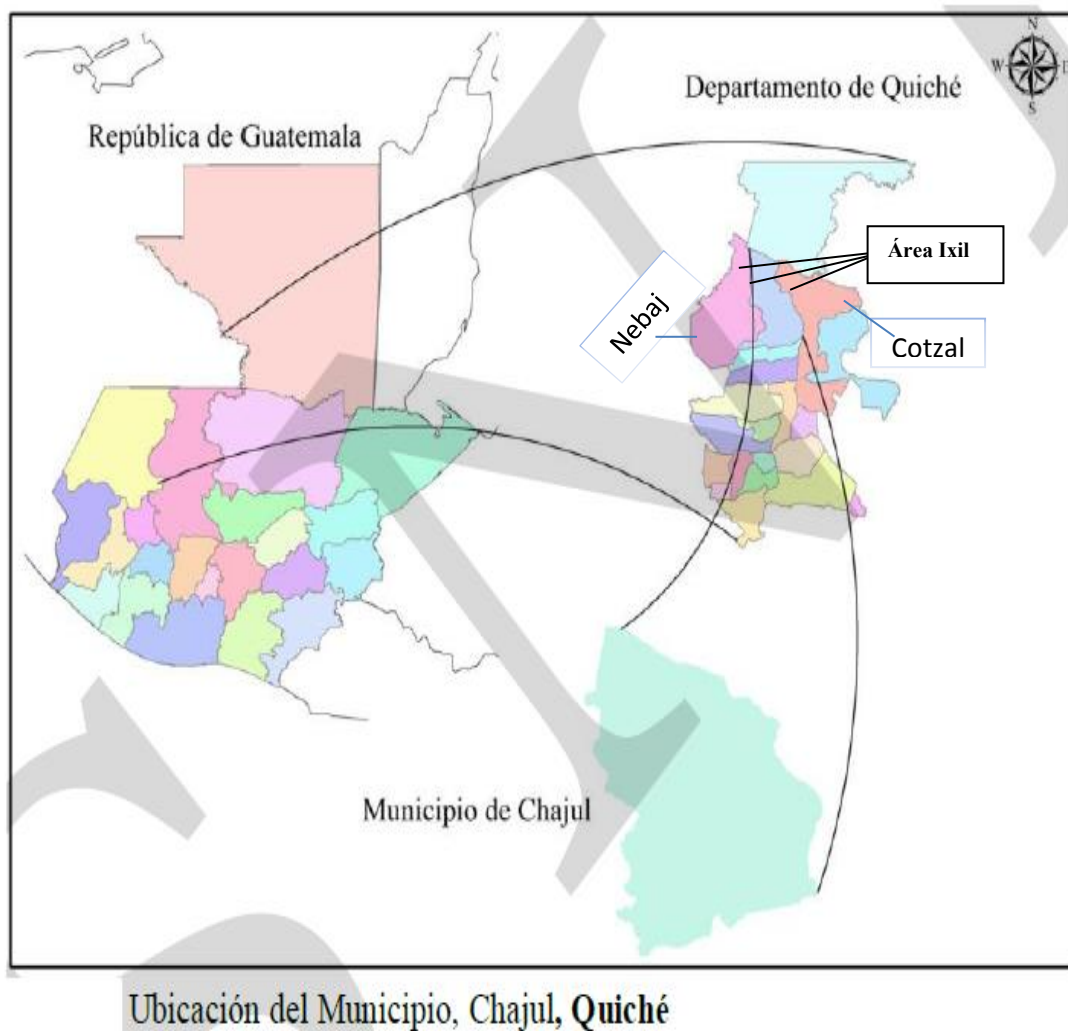 N
W
E
S
Departamento de Quiché
República de Guatemala
Área Ixil
Nebaj
Cotzal
Municipio de Chajul
Ubicación del Municipio, Chajul, Quiché